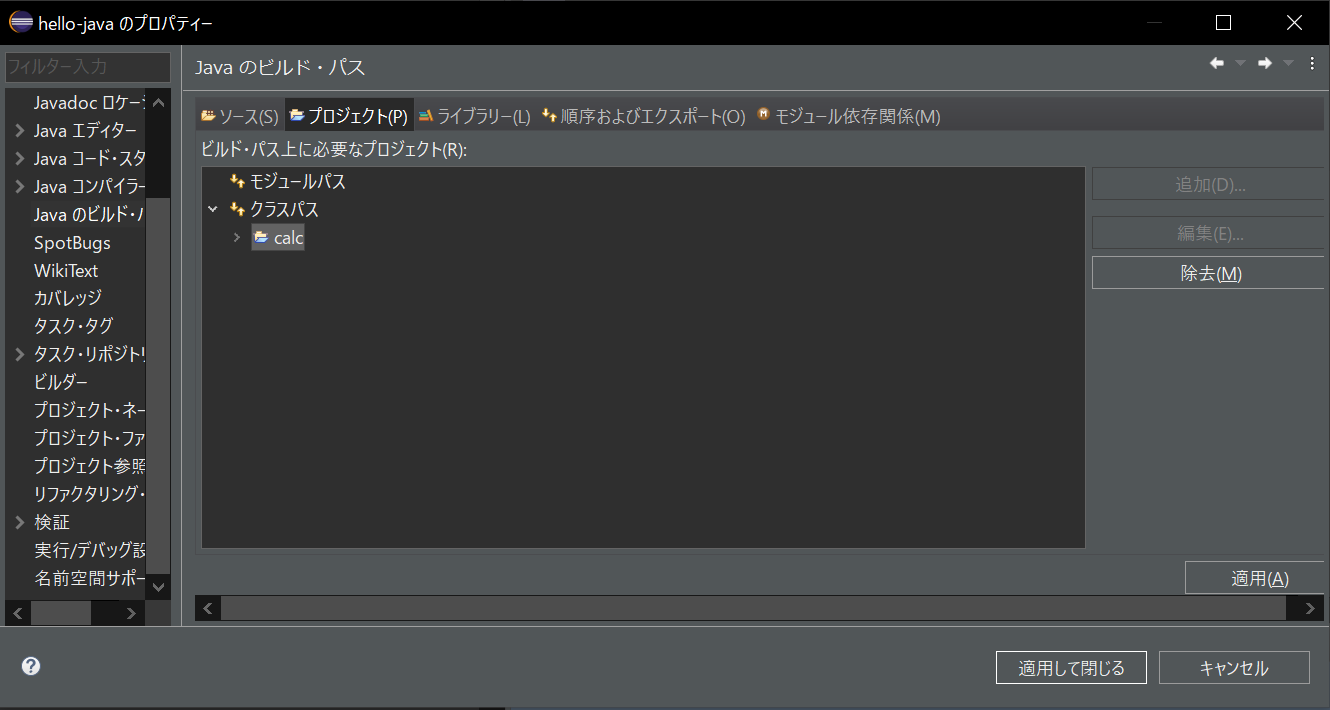 hello-java のプロパティー
フィルター入力
Javadoc ロケーシ
Java エディター
Java コード・スタ
Java コンパイラー
Java のビルド・パ
SpotBugs
WikiText
カバレッジ
タスク・タグ
タスク・リポジトリ
ビルダー
プロジェクト・ネー
プロジェクト・ファ
プロジェクト参照
リファクタリング・
検証
実行/デバッグ設
名前空間サポー
Java のビルド・パス
ソース(S) プロジェクト(P) ライブラリー(L) 順序およびエクスポート(O) モジュール依存関係(M)
ビルド・パス上に必要なプロジェクト(R):
モジュールパス
クラスパス
calc
追加(D)...
編集(E)...
除去(M)
適用(A)
適用して閉じる キャンセル